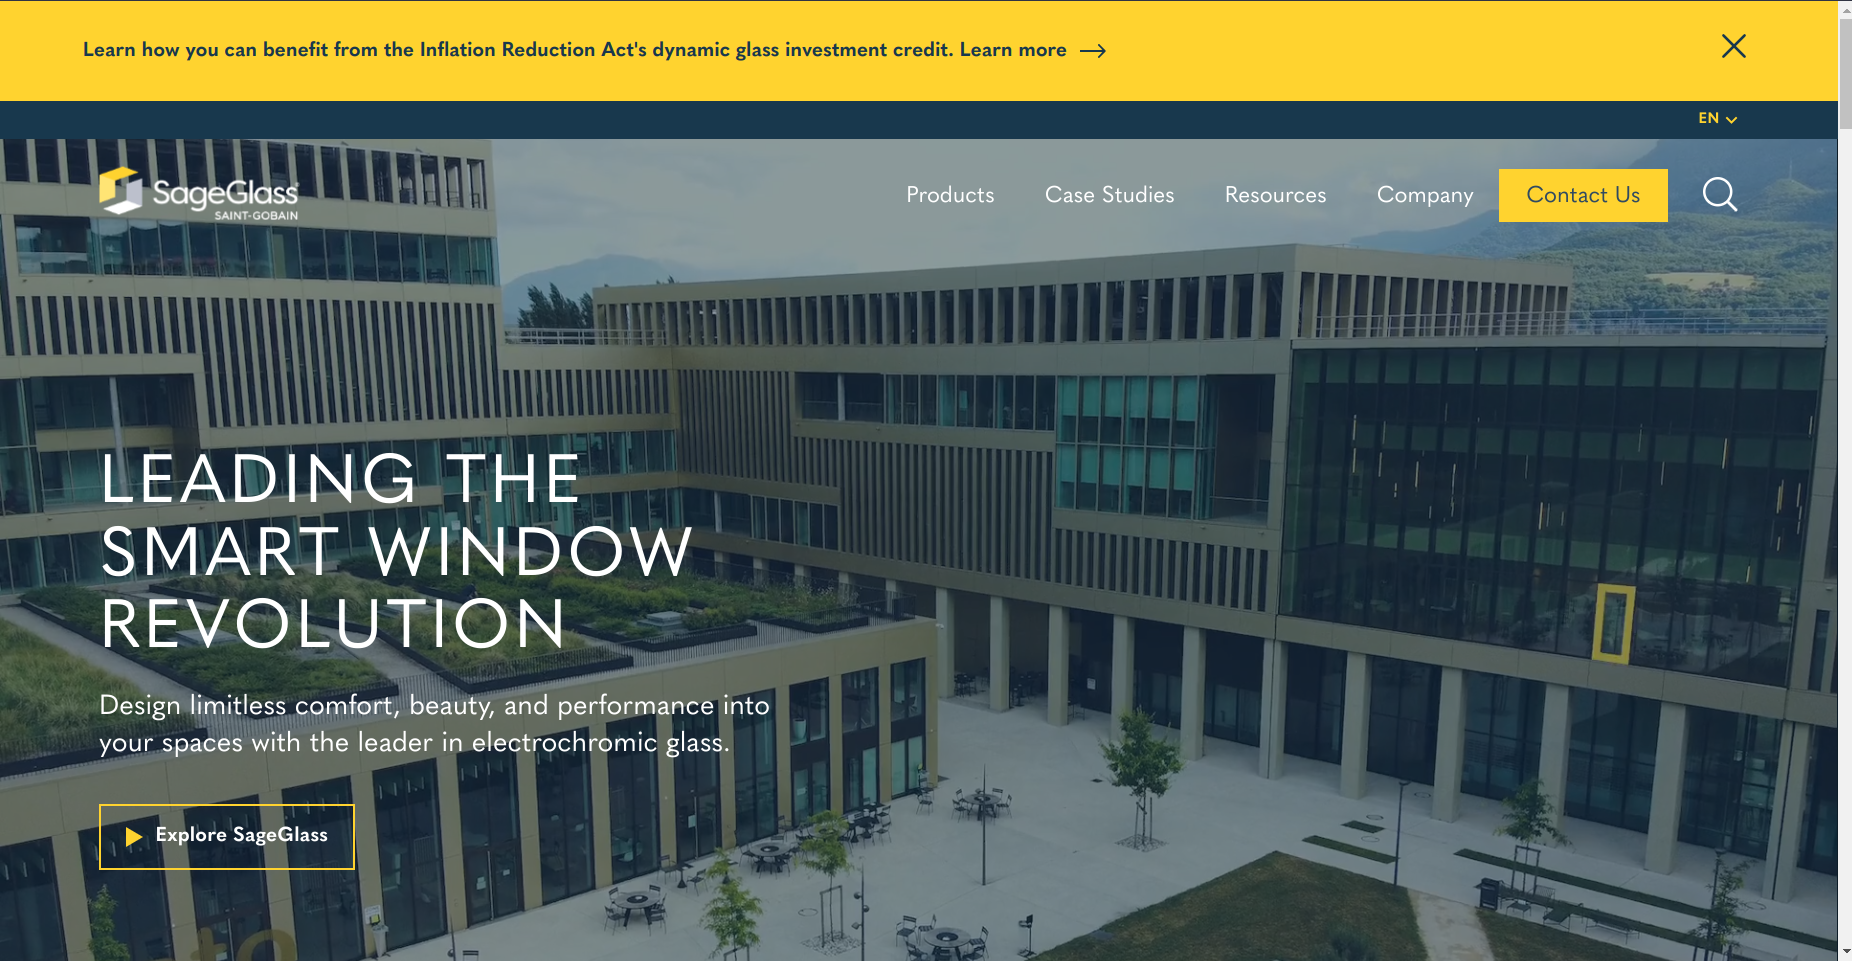 Learn how you can benefit from the Inflation Reduction Act's dynamic glass investment credit. Learn more
EN
SageGlass
SAINT-GOBAIN
Products
Case Studies
Resources
Company
Contact Us
LEADING THE
SMART WINDOW
REVOLUTION
Design limitless comfort, beauty, and performance into
your spaces with the leader in electrochromic glass.
Explore SageGlass
to